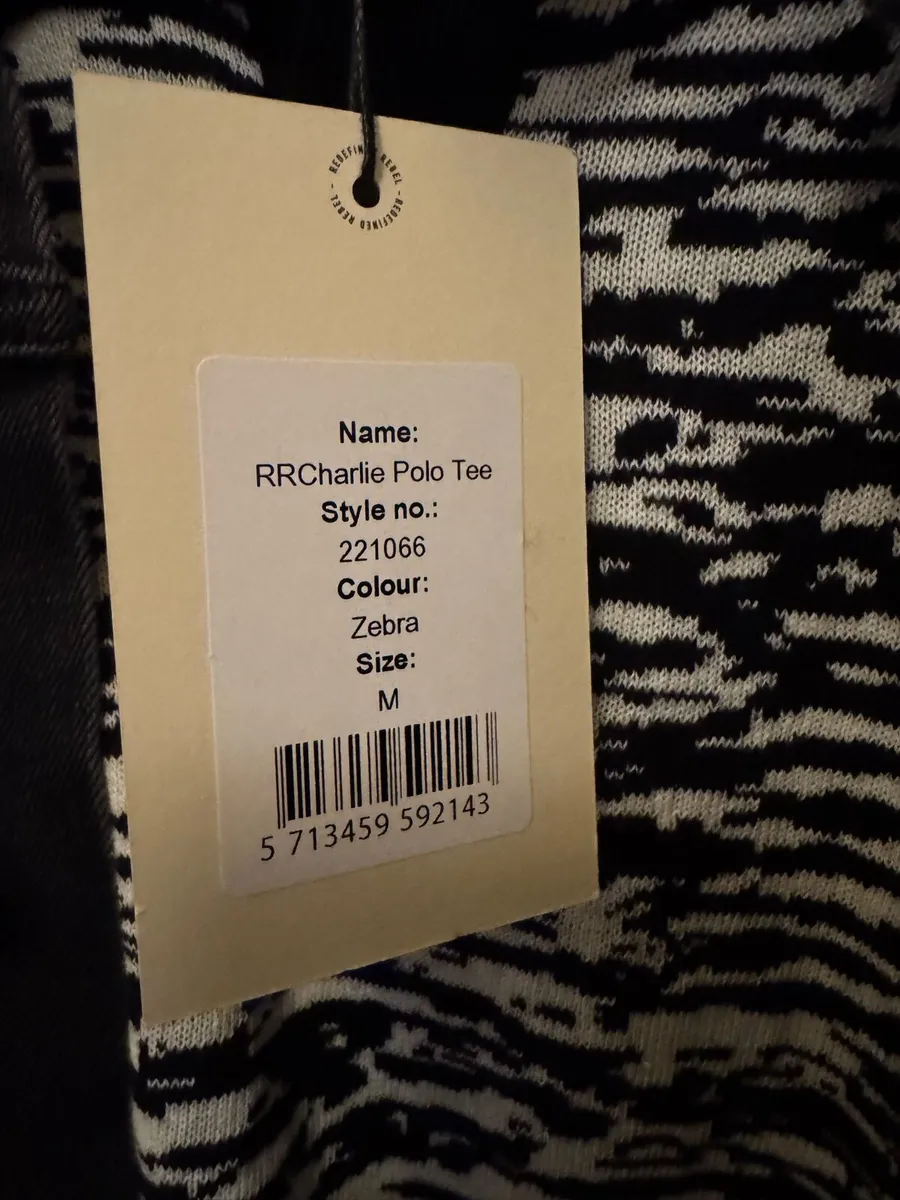 REDEFINED REBEL - REDEFINED REBEL -
Name:
RRCharlie Polo Tee
Style no.:
221066
Colour:
Zebra
Size:
M
5 713459 592143